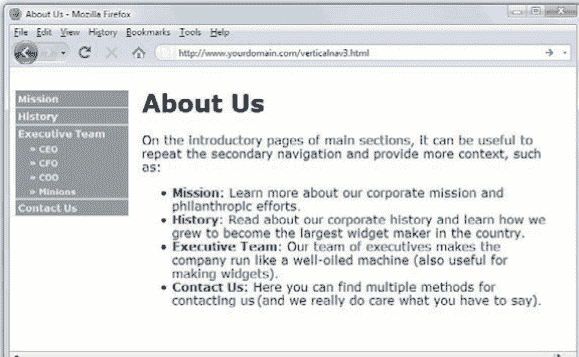 About Us - Mozilla Firefox
File Edit View History Bookmarks Tools Help
http://www.yourdomain.com/verticalnav3.html
Mission
History
Executive Team
» CEO
» CFO
» COO
» Minions
Contact Us
About Us
On the introductory pages of main sections, it can be useful to
repeat the secondary navigation and provide more context, such
as:
• Mission: Learn more about our corporate mission and
philanthropic efforts.
• History: Read about our corporate history and learn how we
grew to become the largest widget maker in the country.
• Executive Team: Our team of executives makes the
company run like a well-oiled machine (also useful for
making widgets).
• Contact Us: Here you can find multiple methods for
contacting us (and we really do care what you have to say).